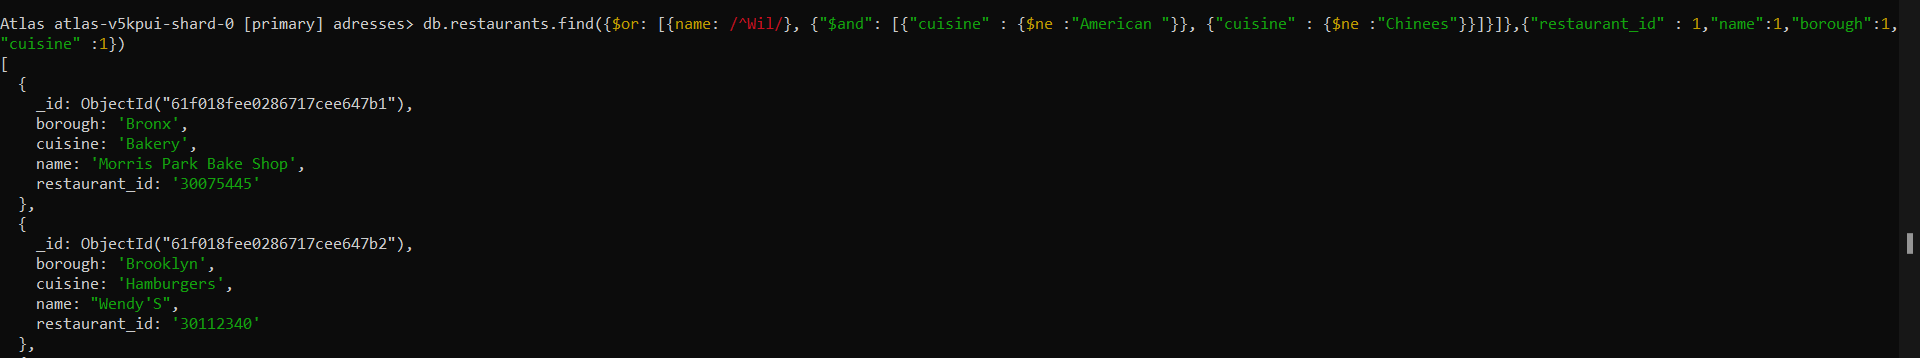 Atlas atlas-v5kpui-shard-0 [primary] adresses> db.restaurants.find({$or: [{name: /^Wil/}, {"$and": [{"cuisine" : {$ne :"American "}}, {"cuisine" : {$ne :"Chinees"}}]}]},{"restaurant_id" : 1,"name":1,"borough":1,
"cuisine" :1})
[
  {
    _id: ObjectId("61f018fee0286717cee647b1"),
    borough: 'Bronx',
    cuisine: 'Bakery',
    name: 'Morris Park Bake Shop',
    restaurant_id: '30075445'
  },
  {
    _id: ObjectId("61f018fee0286717cee647b2"),
    borough: 'Brooklyn',
    cuisine: 'Hamburgers',
    name: "Wendy'S",
    restaurant_id: '30112340'
  },